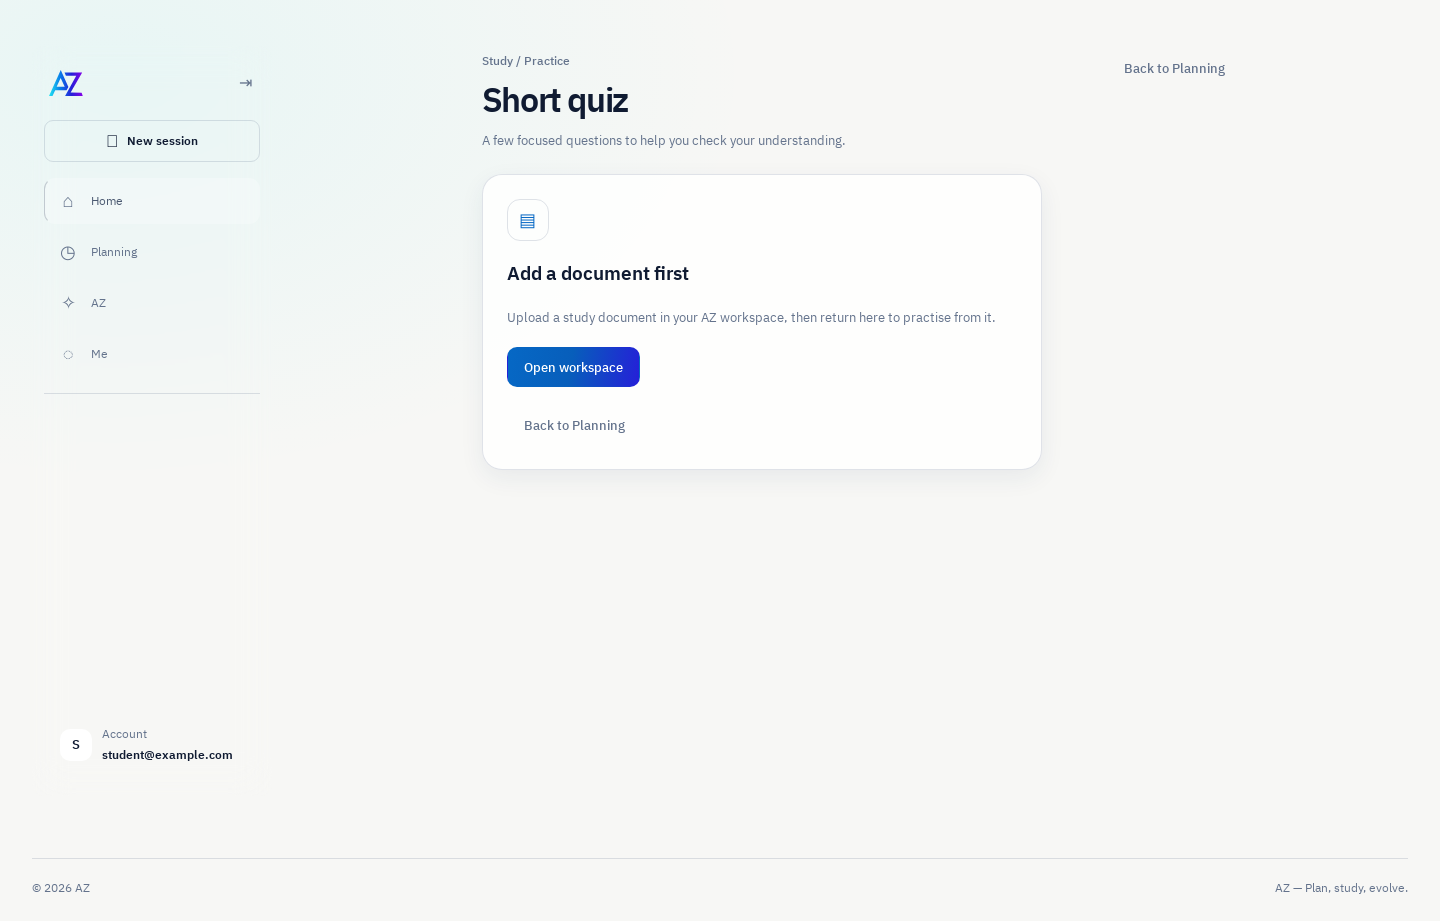 AZ
New session
Home
Planning
AZ
Me
Account
S
student@example.com
Study / Practice
Back to Planning
Short quiz
A few focused questions to help you check your understanding.
Add a document first
Upload a study document in your AZ workspace, then return here to practise from it.
Open workspace
Back to Planning
© 2026 AZ
AZ — Plan, study, evolve.